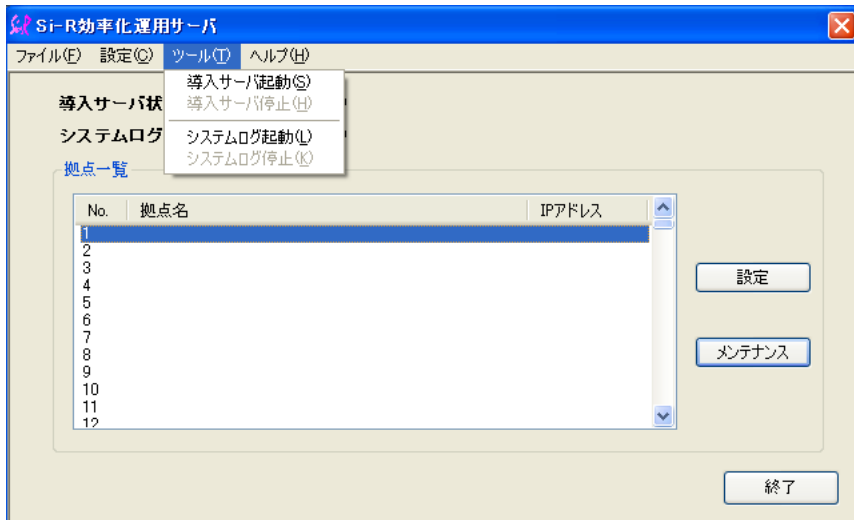 Si-R効率化運用サーバ
ファイル(F) 設定(C) ツール(T) ヘルプ(H)
導入サーバ起動(S)
導入サーバ停止(H)
システムログ起動(L)
システムログ停止(K)
導入サーバ状
システムログ
拠点一覧
No. 拠点名 IPアドレス
1
2
3
4
5
6
7
8
9
10
11
12
設定
メンテナンス
終了